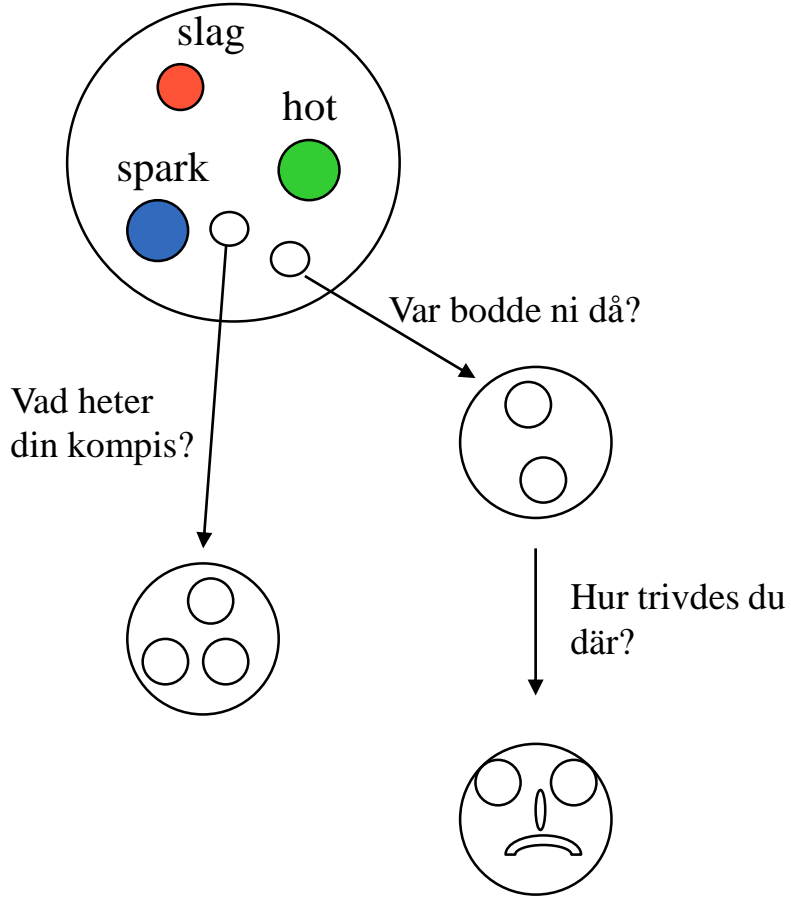 slag
hot
spark
Var bodde ni då?
Vad heter
din kompis?
Hur trivdes du
där?